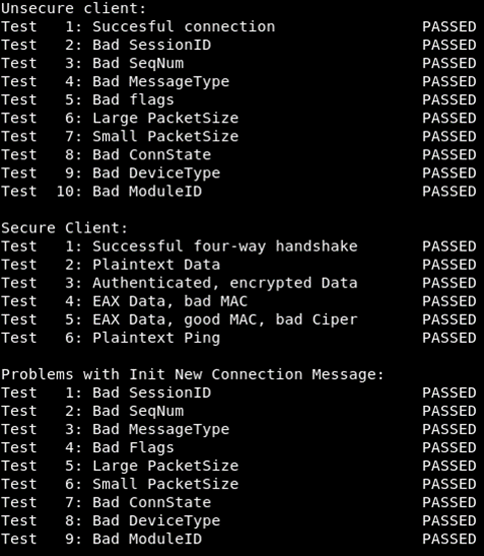 Unsecure client:
Test 1: Succesful connection PASSED
Test 2: Bad SessionID PASSED
Test 3: Bad SeqNum PASSED
Test 4: Bad MessageType PASSED
Test 5: Bad flags PASSED
Test 6: Large PacketSize PASSED
Test 7: Small PacketSize PASSED
Test 8: Bad ConnState PASSED
Test 9: Bad DeviceType PASSED
Test 10: Bad ModuleID PASSED
Secure Client:
Test 1: Successful four-way handshake PASSED
Test 2: Plaintext Data PASSED
Test 3: Authenticated, encrypted Data PASSED
Test 4: EAX Data, bad MAC PASSED
Test 5: EAX Data, good MAC, bad Ciper PASSED
Test 6: Plaintext Ping PASSED
Problems with Init New Connection Message:
Test 1: Bad SessionID PASSED
Test 2: Bad SeqNum PASSED
Test 3: Bad MessageType PASSED
Test 4: Bad Flags PASSED
Test 5: Large PacketSize PASSED
Test 6: Small PacketSize PASSED
Test 7: Bad ConnState PASSED
Test 8: Bad DeviceType PASSED
Test 9: Bad ModuleID PASSED